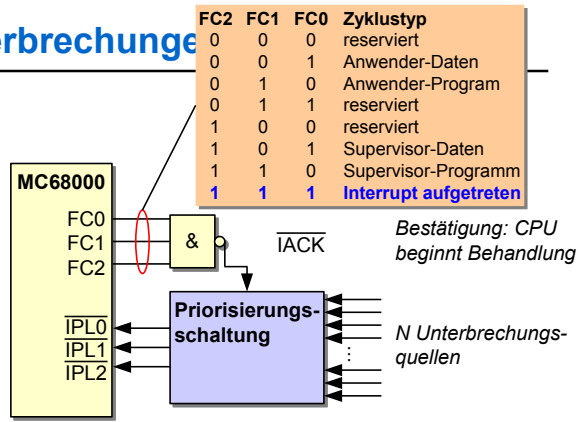 erbrechunge
FC2 FC1 FC0 Zyklustyp
0 0 0 reserviert
0 0 1 Anwender-Daten
0 1 0 Anwender-Program
0 1 1 reserviert
1 0 0 reserviert
1 0 1 Supervisor-Daten
1 1 0 Supervisor-Programm
1 1 1 Interrupt aufgetreten
MC68000
FC0
FC1
FC2
&
IACK
Bestätigung: CPU
beginnt Behandlung
IPL0
IPL1
IPL2
Priorisierungs-
schaltung
N Unterbrechungs-
quellen
...